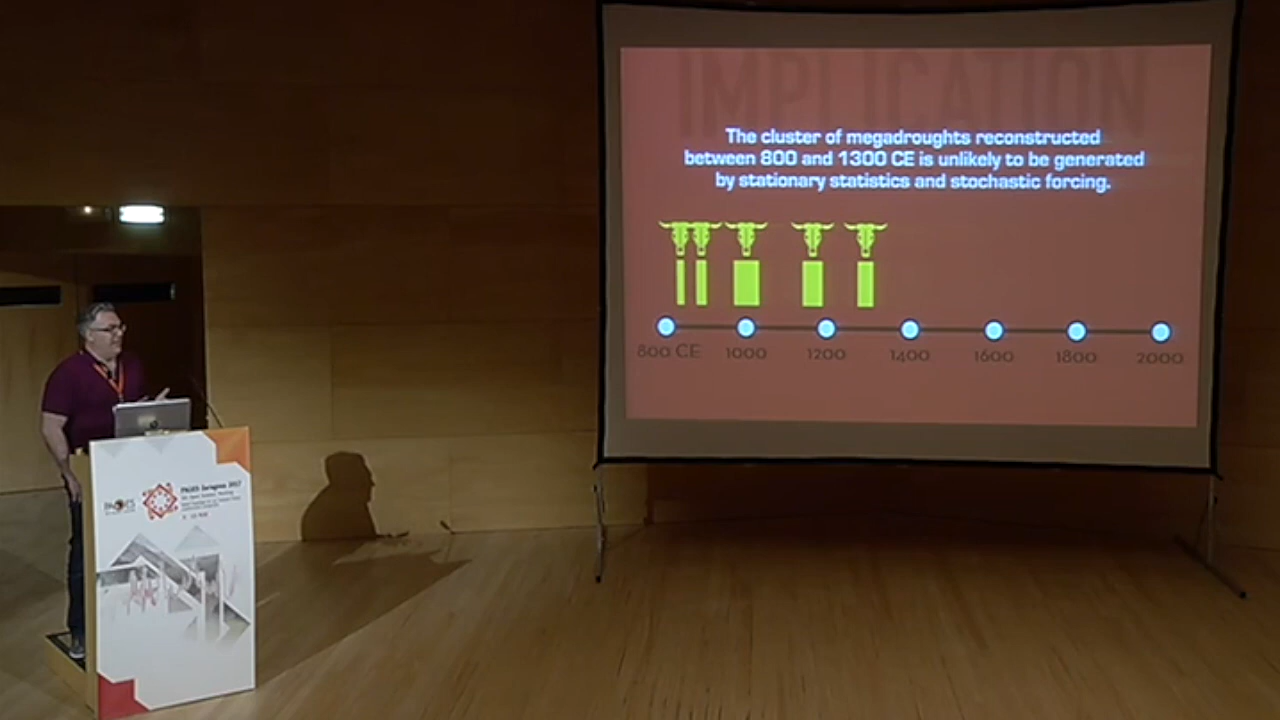 IMPLICATION
The cluster of megadroughts reconstructed
between 800 and 1300 CE is unlikely to be generated
by stationary statistics and stochastic forcing.
800 CE 1000 1200 1400 1600 1800 2000
PAGES
PAGES Zaragoza 2017